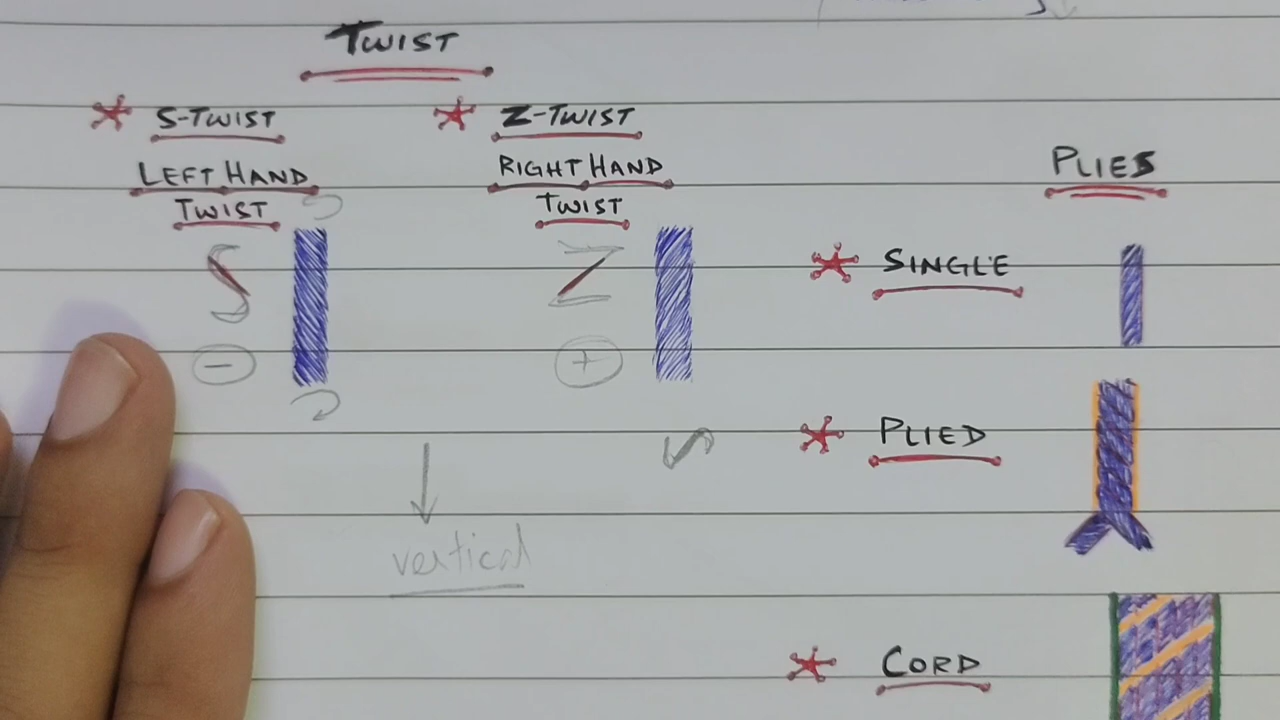 TWIST
S-TWIST
LEFT HAND
TWIST
S
-
Z-TWIST
RIGHT HAND
TWIST
Z
+
vertical
PLIES
SINGLE
PLIED
CORD